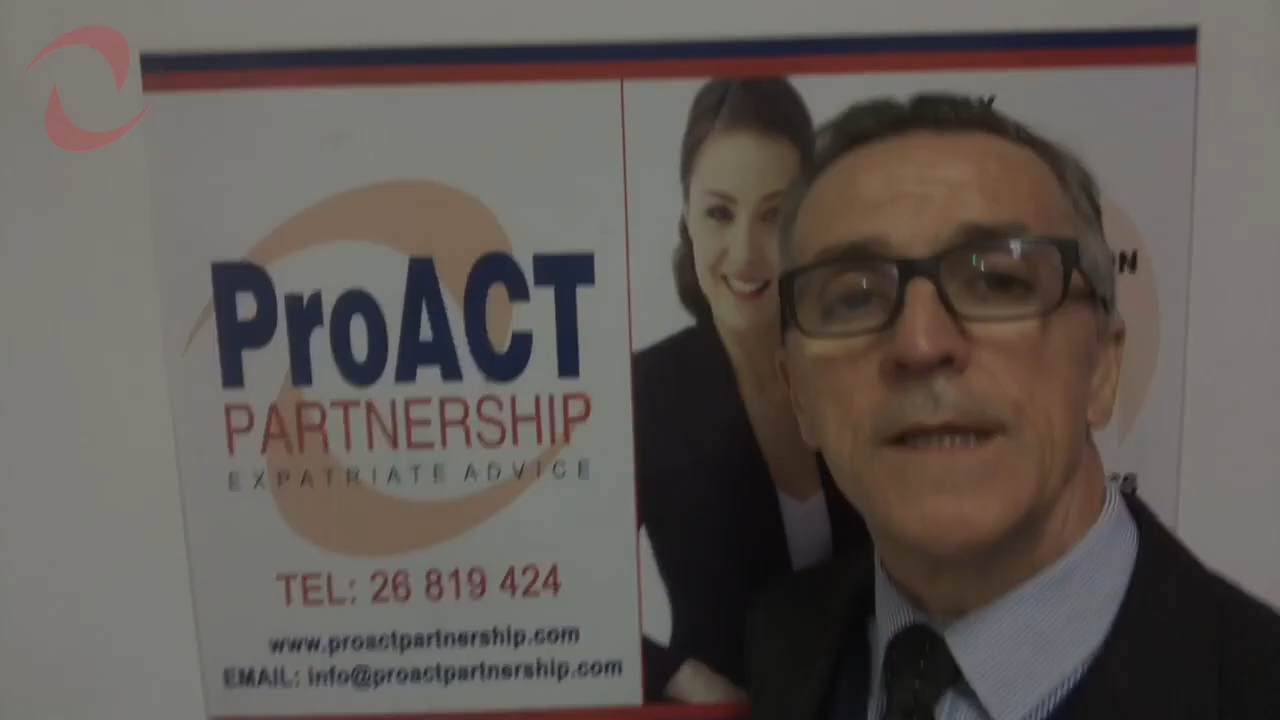 ProACT
PARTNERSHIP
EXPATRIATE ADVICE
TEL: 26 819 424
www.proactpartnership.com
EMAIL: info@proactpartnership.com